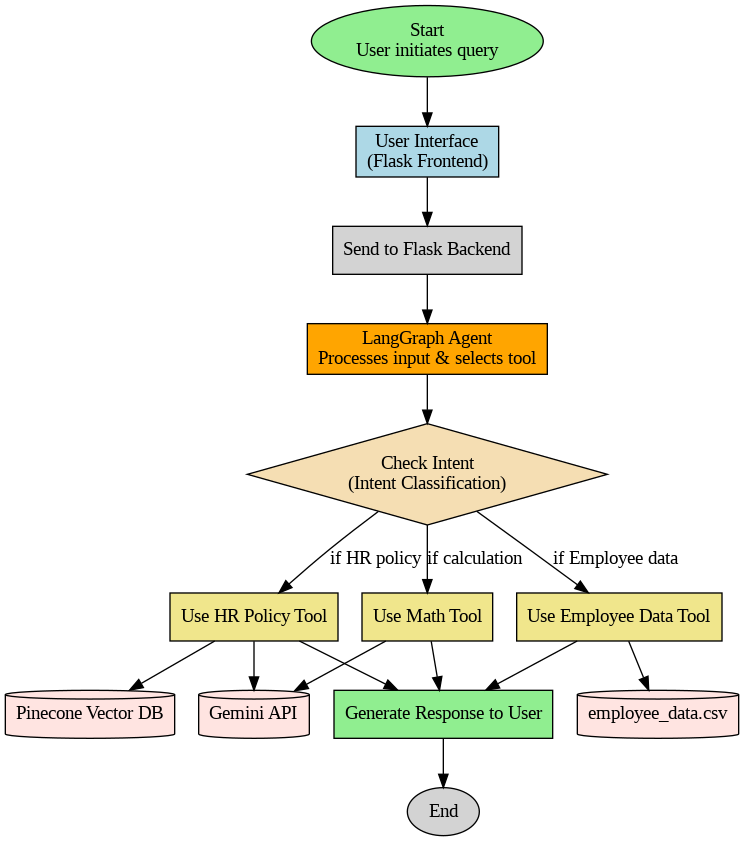 Start
User initiates query
User Interface
(Flask Frontend)
Send to Flask Backend
LangGraph Agent
Processes input & selects tool
Check Intent
(Intent Classification)
if HR policy
if calculation
if Employee data
Use HR Policy Tool
Use Math Tool
Use Employee Data Tool
Pinecone Vector DB
Gemini API
Generate Response to User
employee_data.csv
End